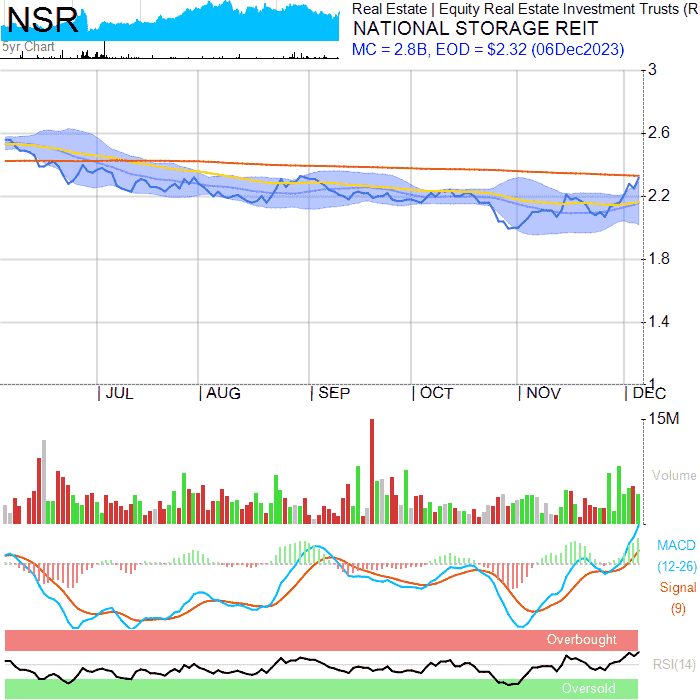 NSR
5yr Chart
Real Estate | Equity Real Estate Investment Trusts (R
NATIONAL STORAGE REIT
MC = 2.8B, EOD = $2.32 (06Dec2023)
3
2.6
2.2
1.8
1.4
1
JUL
AUG
SEP
OCT
NOV
DEC
15M
Volume
MACD
(12-26)
Signal
(9)
Overbought
RSI(14)
Oversold